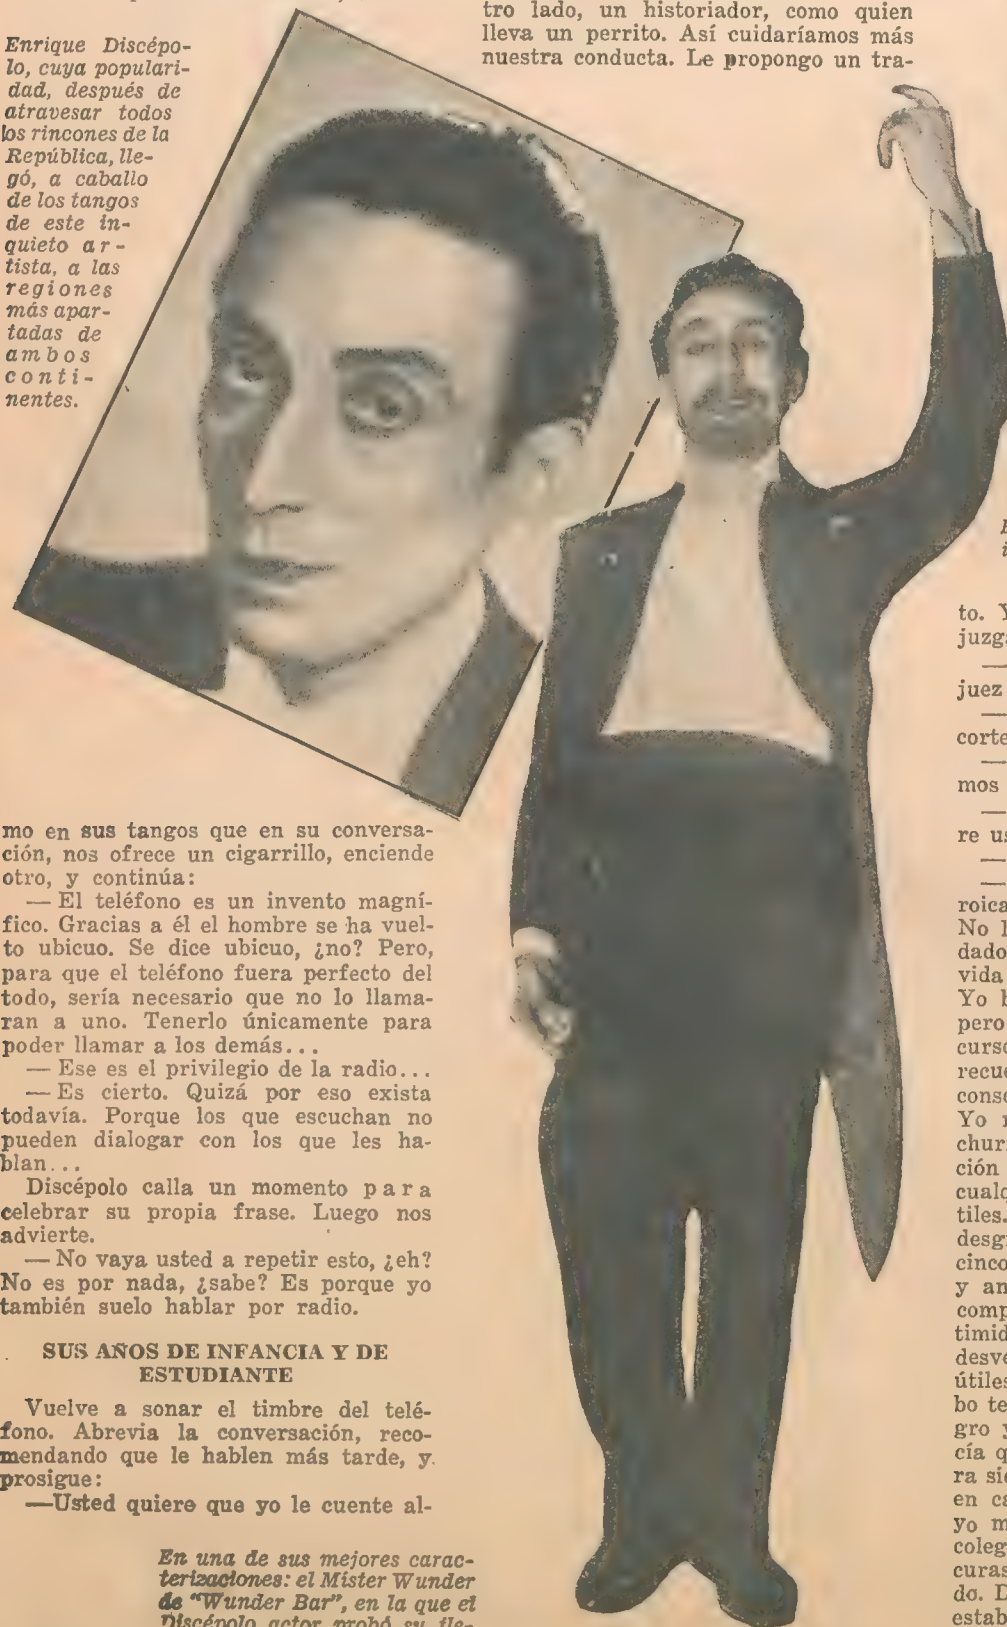 Enrique Discépo-
lo, cuya populari-
dad, después de
atravesar todos
los rincones de la
República, lle-
gó, a caballo
de los tangos
de este in-
quieto ar-
tista, a las
regiones
más apar-
tadas de
ambos
conti-
nentes.
tro lado, un historiador, como quien
lleva un perrito. Así cuidaríamos más
nuestra conducta. Le propongo un tra-
mo en sus tangos que en su conversa-
ción, nos ofrece un cigarrillo, enciende
otro, y continúa:
— El teléfono es un invento magní-
fico. Gracias a él el hombre se ha vuel-
to ubicuo. Se dice ubicuo, ¿no? Pero,
para que el teléfono fuera perfecto del
todo, sería necesario que no lo llama-
ran a uno. Tenerlo únicamente para
poder llamar a los demás...
— Ese es el privilegio de la radio...
— Es cierto. Quizá por eso exista
todavía. Porque los que escuchan no
pueden dialogar con los que les ha-
blan...
Discépolo calla un momento para
celebrar su propia frase. Luego nos
advierte.
— No vaya usted a repetir esto, ¿eh?
No es por nada, ¿sabe? Es porque yo
también suelo hablar por radio.
SUS AÑOS DE INFANCIA Y DE
ESTUDIANTE
Vuelve a sonar el timbre del telé-
fono. Abrevia la conversación, reco-
mendando que le hablen más tarde, y
prosigue:
—Usted quiere que yo le cuente al-
En una de sus mejores carac-
terizaciones: el Míster Wunder
de "Wunder Bar", en la que el
Discépolo actor probó su fle-
to. Y
juzg
—
juez
—
corte
—
mos
—
re us
—
—
roica
No l
dado
vida
Yo b
pero
curso
recue
conse
Yo r
chur
ción
cualq
tiles.
desgr
cinco
y an
comp
timid
desve
útiles
bo te
gro y
cía q
ra sie
en ca
yo m
coleg
curas
do. D
estab